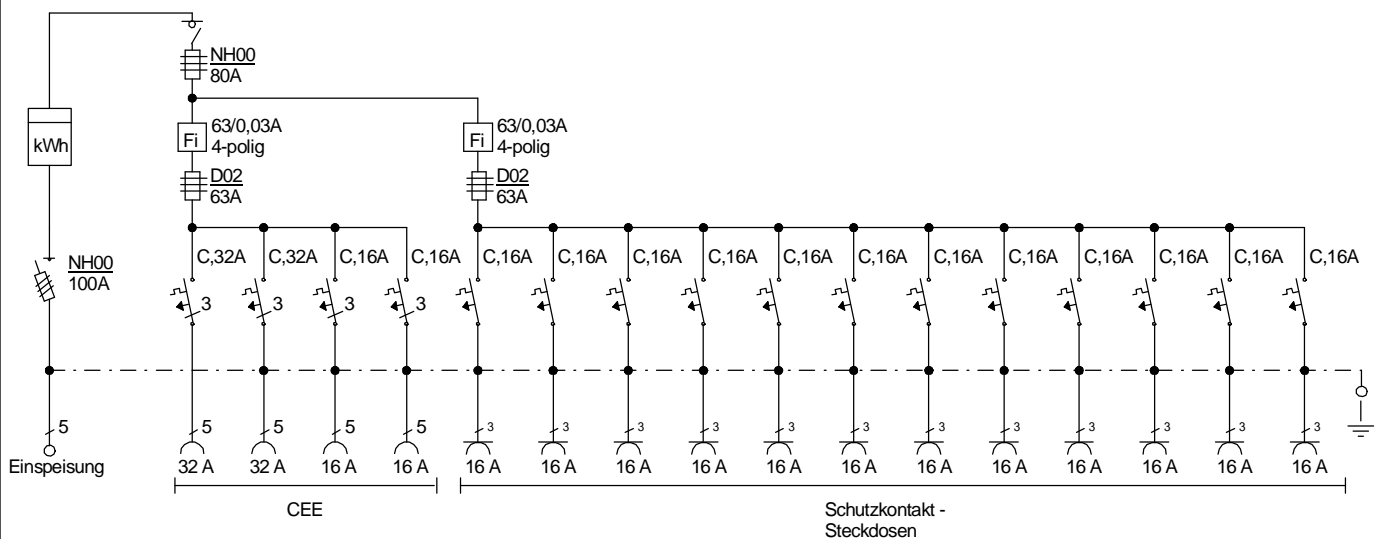 NH00
80A
63/0,03A
4-polig
63/0,03A
4-polig
Fi
Fi
kWh
D02
63A
D02
63A
C,32A C,32A C,16A C,16A C,16A C,16A C,16A C,16A C,16A C,16A C,16A C,16A C,16A C,16A C,16A C,16A
NH00
100A
3 3 3 3
5 5 5 5 5 3 3 3 3 3 3 3 3 3 3 3 3
Einspeisung
32 A 32 A 16 A 16 A 16 A 16 A 16 A 16 A 16 A 16 A 16 A 16 A 16 A 16 A 16 A 16 A
CEE
Schutzkontakt -
Steckdosen